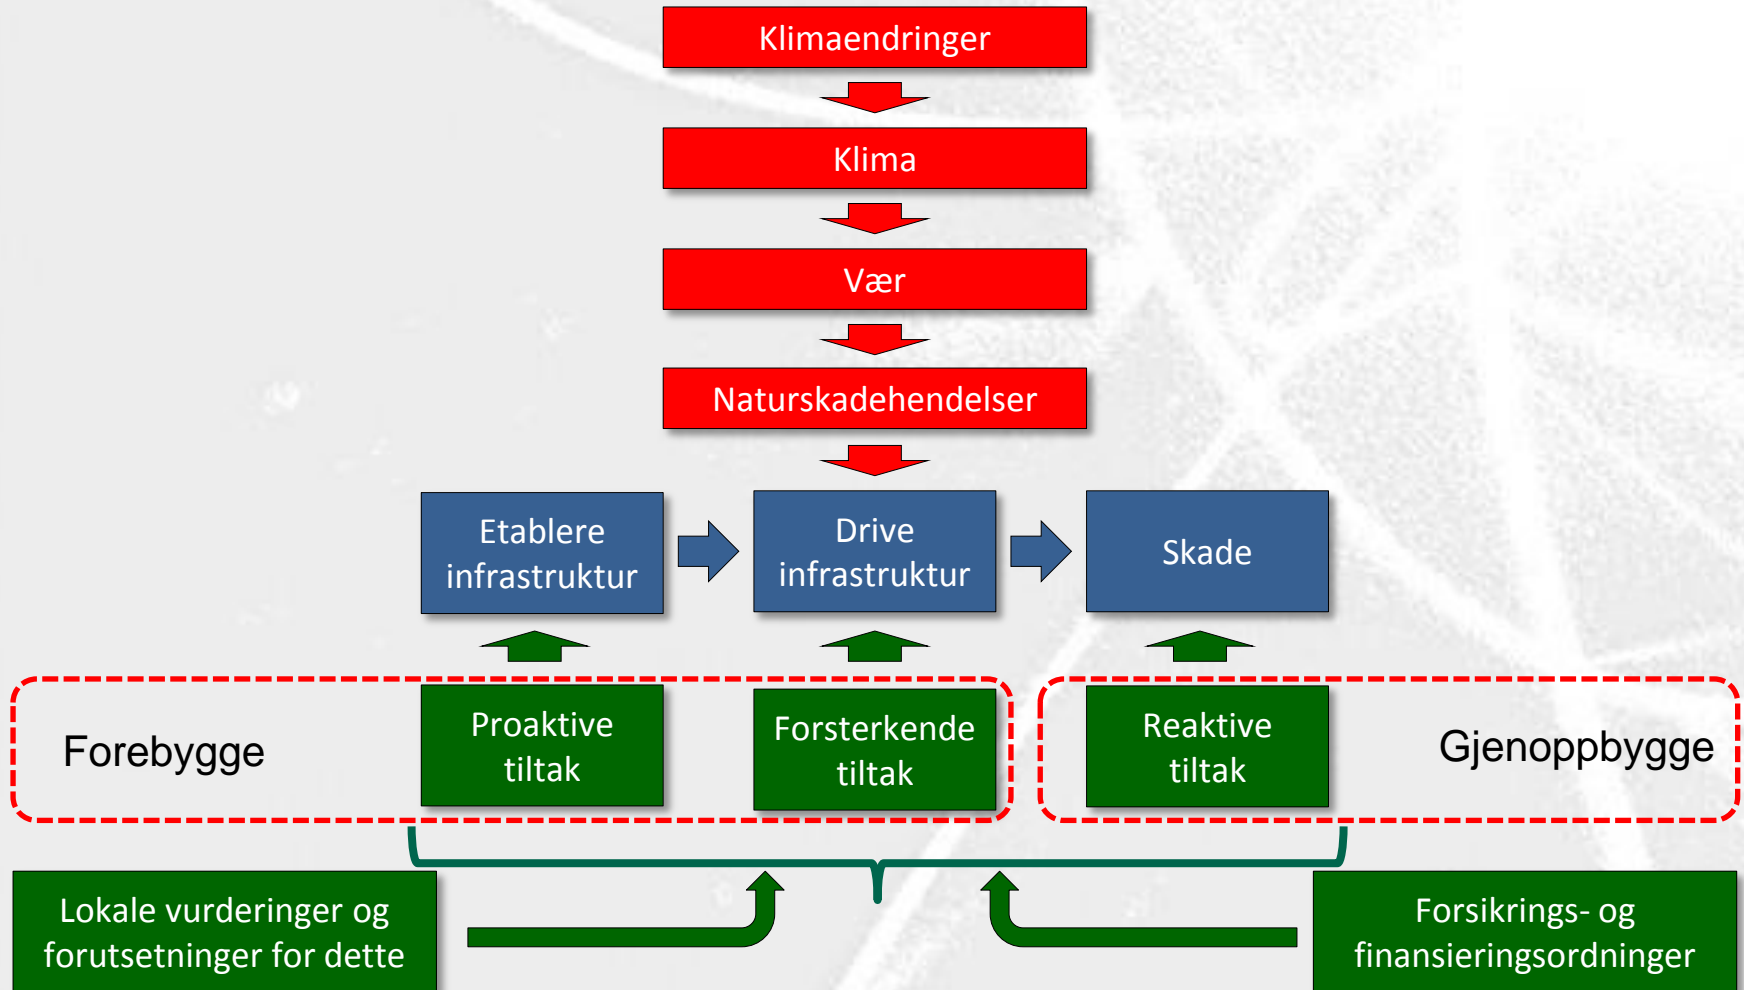 Klimaendringer
Klima
Vær
Naturskadehendelser
Etablere
infrastruktur
Drive
infrastruktur
Skade
Forebygge
Proaktive
tiltak
Forsterkende
tiltak
Reaktive
tiltak
Gjenoppbygge
Lokale vurderinger og
forutsetninger for dette
Forsikrings- og
finansieringsordninger